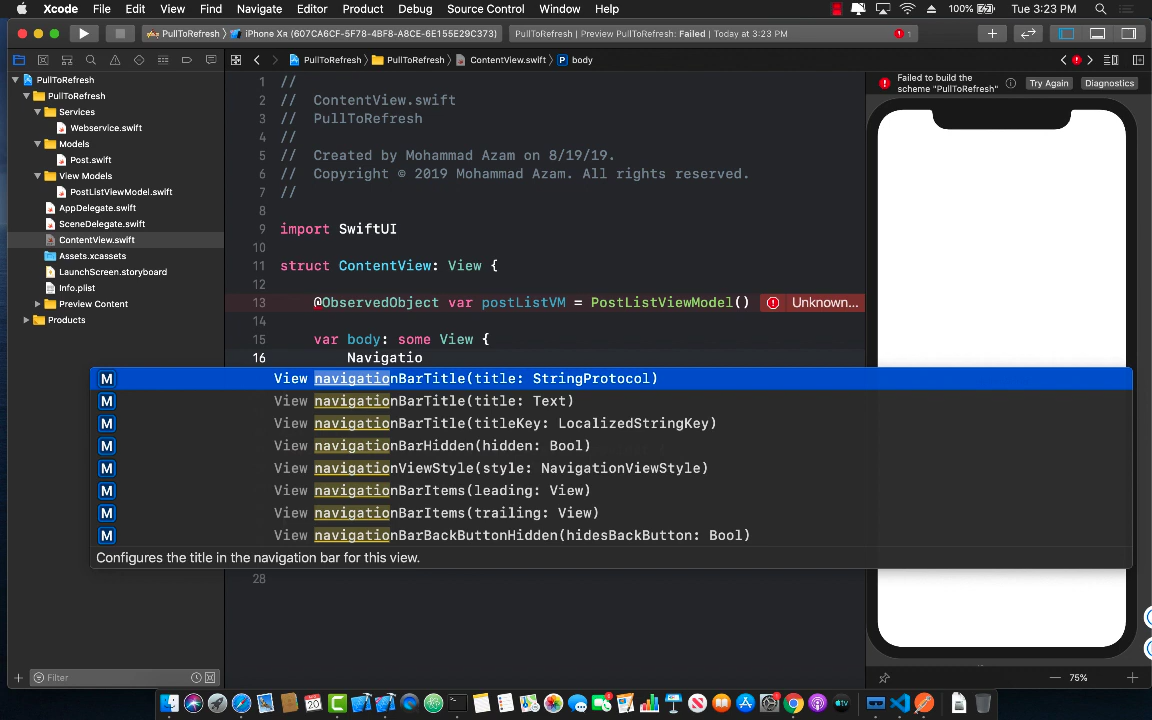 Xcode File Edit View Find Navigate Editor Product Debug Source Control Window Help 100% Tue 3:23 PM
PullToRefresh iPhone Xʀ (607CA6CF-5F78-4BF8-A8CE-6E155E29C373) PullToRefresh | Preview PullToRefresh: Failed | Today at 3:23 PM 1
PullToRefresh PullToRefresh ContentView.swift P body
PullToRefresh
PullToRefresh
Services
Webservice.swift
Models
Post.swift
View Models
PostListViewModel.swift
AppDelegate.swift
SceneDelegate.swift
ContentView.swift
Assets.xcassets
LaunchScreen.storyboard
Info.plist
Preview Content
Products
Filter
1 //
2 // ContentView.swift
3 // PullToRefresh
4 //
5 // Created by Mohammad Azam on 8/19/19.
6 // Copyright © 2019 Mohammad Azam. All rights reserved.
7 //
8
9 import SwiftUI
10
11 struct ContentView: View {
12
13 @ObservedObject var postListVM = PostListViewModel() Unknown...
14
15 var body: some View {
16 Navigatio
M View navigationBarTitle(title: StringProtocol)
M View navigationBarTitle(title: Text)
M View navigationBarTitle(titleKey: LocalizedStringKey)
M View navigationBarHidden(hidden: Bool)
M View navigationViewStyle(style: NavigationViewStyle)
M View navigationBarItems(leading: View)
M View navigationBarItems(trailing: View)
M View navigationBarBackButtonHidden(hidesBackButton: Bool)
Configures the title in the navigation bar for this view.
28
Failed to build the
scheme "PullToRefresh"
Try Again Diagnostics
75%